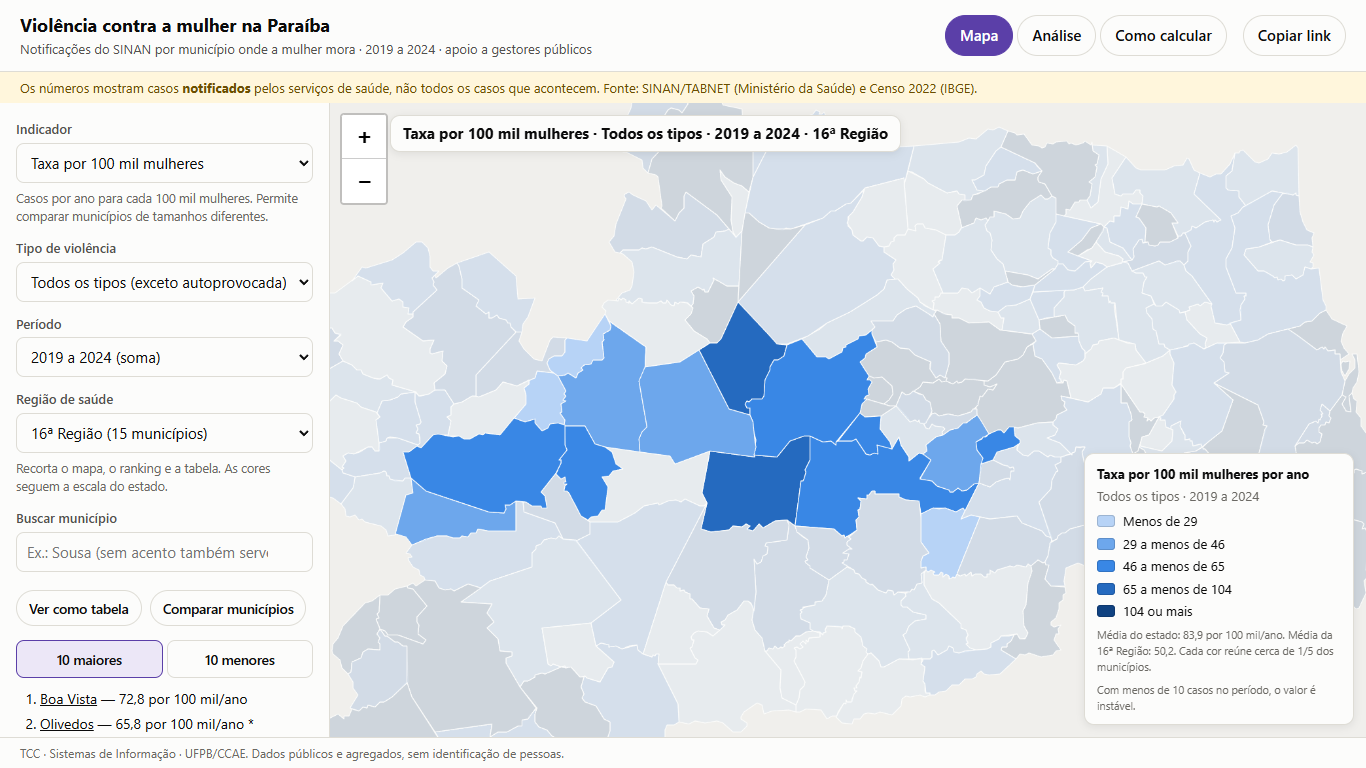 Violência contra a mulher na Paraíba
Notificações do SINAN por município onde a mulher mora · 2019 a 2024 · apoio a gestores públicos
Mapa
Análise
Como calcular
Copiar link
Os números mostram casos notificados pelos serviços de saúde, não todos os casos que acontecem. Fonte: SINAN/TABNET (Ministério da Saúde) e Censo 2022 (IBGE).
Indicador
Taxa por 100 mil mulheres
Casos por ano para cada 100 mil mulheres. Permite
comparar municípios de tamanhos diferentes.
Tipo de violência
Todos os tipos (exceto autoprovocada)
Período
2019 a 2024 (soma)
Região de saúde
16ª Região (15 municípios)
Recorta o mapa, o ranking e a tabela. As cores
seguem a escala do estado.
Buscar município
Ex.: Sousa (sem acento também serve
Ver como tabela
Comparar municípios
10 maiores
10 menores
1. Boa Vista — 72,8 por 100 mil/ano
2. Olivedos — 65,8 por 100 mil/ano *
+
−
Taxa por 100 mil mulheres · Todos os tipos · 2019 a 2024 · 16ª Região
Taxa por 100 mil mulheres por ano
Todos os tipos · 2019 a 2024
Menos de 29
29 a menos de 46
46 a menos de 65
65 a menos de 104
104 ou mais
Média do estado: 83,9 por 100 mil/ano. Média da
16ª Região: 50,2. Cada cor reúne cerca de 1/5 dos
municípios.
Com menos de 10 casos no período, o valor é
instável.
TCC · Sistemas de Informação · UFPB/CCAE. Dados públicos e agregados, sem identificação de pessoas.